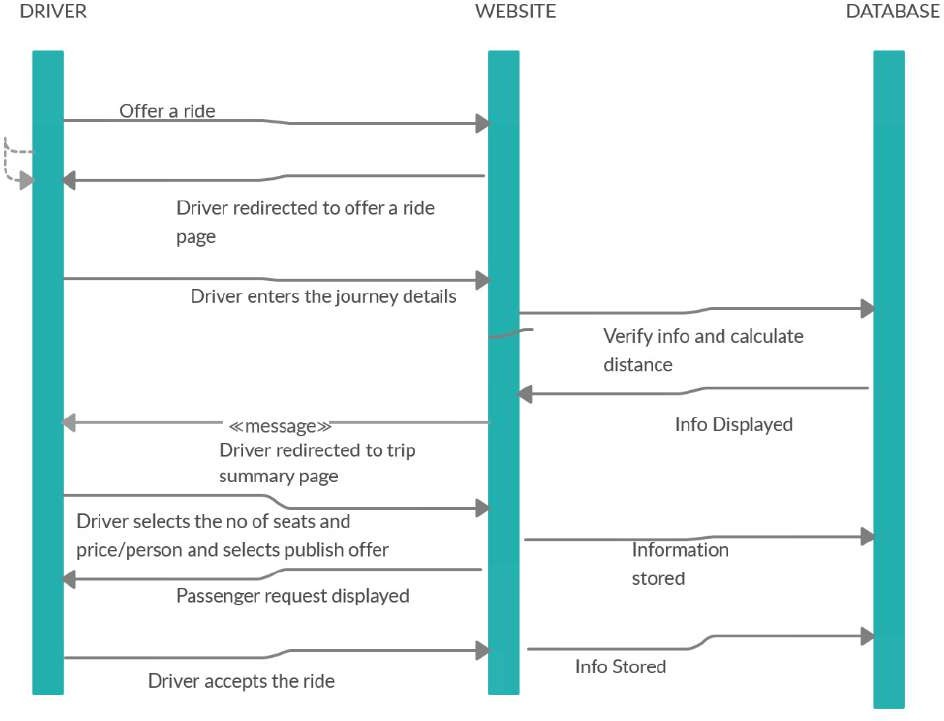 DRIVER WEBSITE DATABASE
Offer a ride
Driver redirected to offer a ride
page
Driver enters the journey details
Verify info and calculate
distance
Info Displayed
≪message≫
Driver redirected to trip
summary page
Driver selects the no of seats and
price/person and selects publish offer
Information
stored
Passenger request displayed
Info Stored
Driver accepts the ride